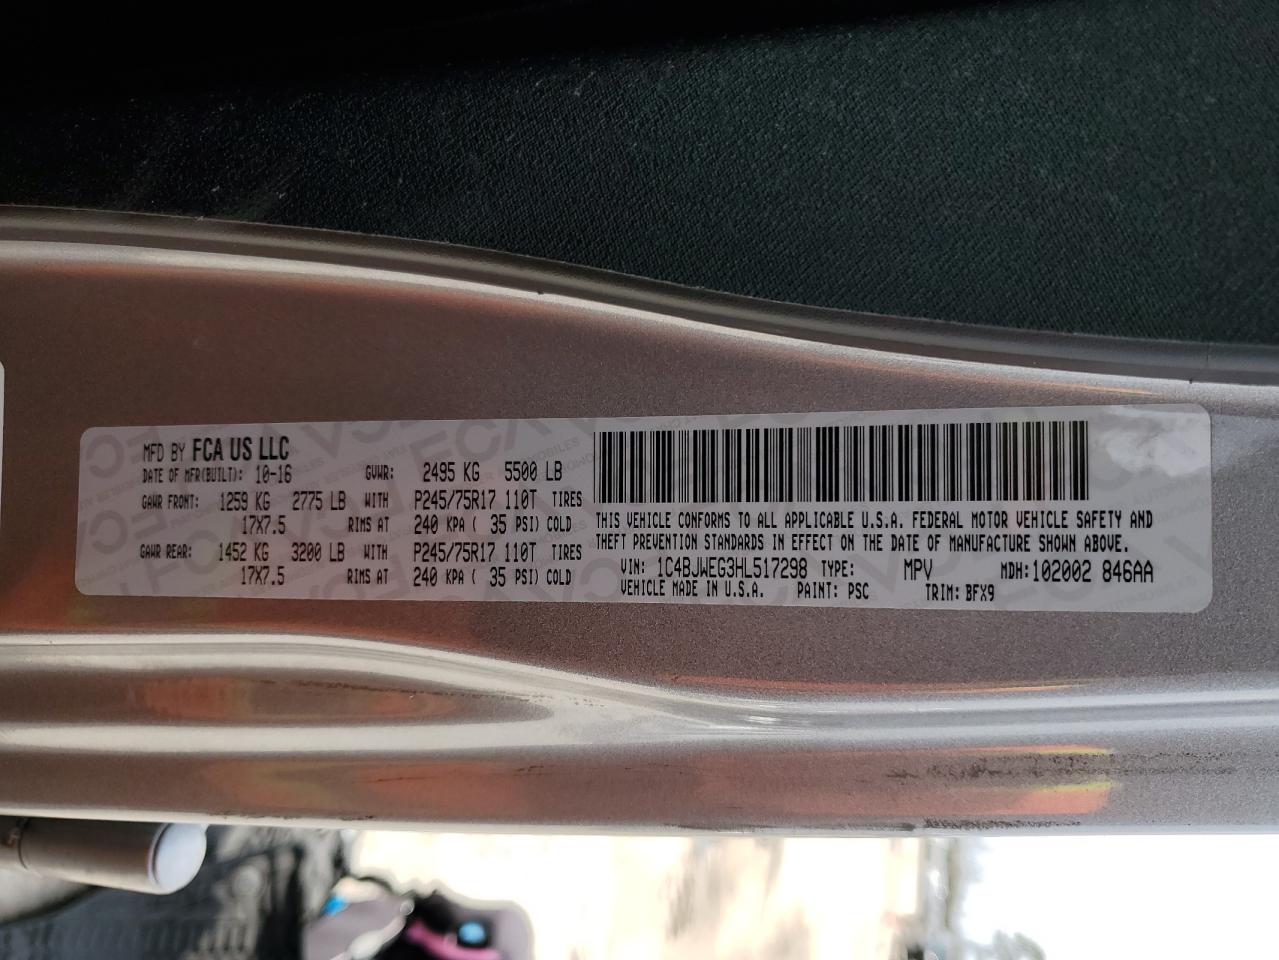 MFD BY FCA US LLC
DATE OF MFR(BUILT): 10-16 GVWR: 2495 KG 5500 LB
GAWR FRONT: 1259 KG 2775 LB WITH P245/75R17 110T TIRES
17X7.5 RIMS AT 240 KPA ( 35 PSI) COLD
GAWR REAR: 1452 KG 3200 LB WITH P245/75R17 110T TIRES
17X7.5 RIMS AT 240 KPA ( 35 PSI) COLD
THIS VEHICLE CONFORMS TO ALL APPLICABLE U.S.A. FEDERAL MOTOR VEHICLE SAFETY AND
THEFT PREVENTION STANDARDS IN EFFECT ON THE DATE OF MANUFACTURE SHOWN ABOVE.
VIN: 1C4BJWEG3HL517298 TYPE: MPV MDH:102002 846AA
VEHICLE MADE IN U.S.A. PAINT: PSC TRIM: BFX9